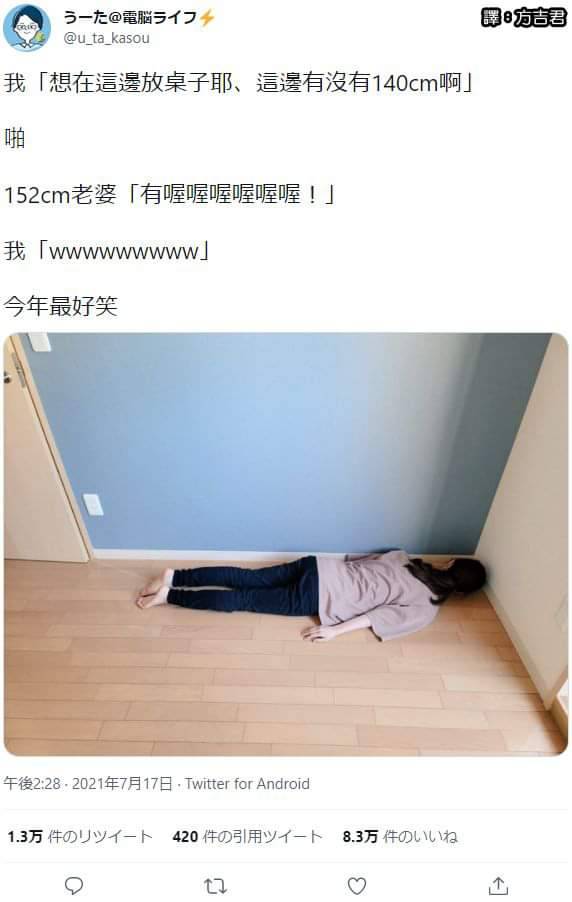 うーた@電腦ライフ⚡
譯:方吉君
@u_ta_kasou
我「想在這邊放桌子耶、這邊有沒有140cm啊」
啪
152cm老婆「有喔喔喔喔喔喔！」
我「wwwwwwwww」
今年最好笑
午後2:28 · 2021年7月17日 · Twitter for Android
1.3万 件のリツイート 420 件の引用ツイート 8.3万 件のいいね